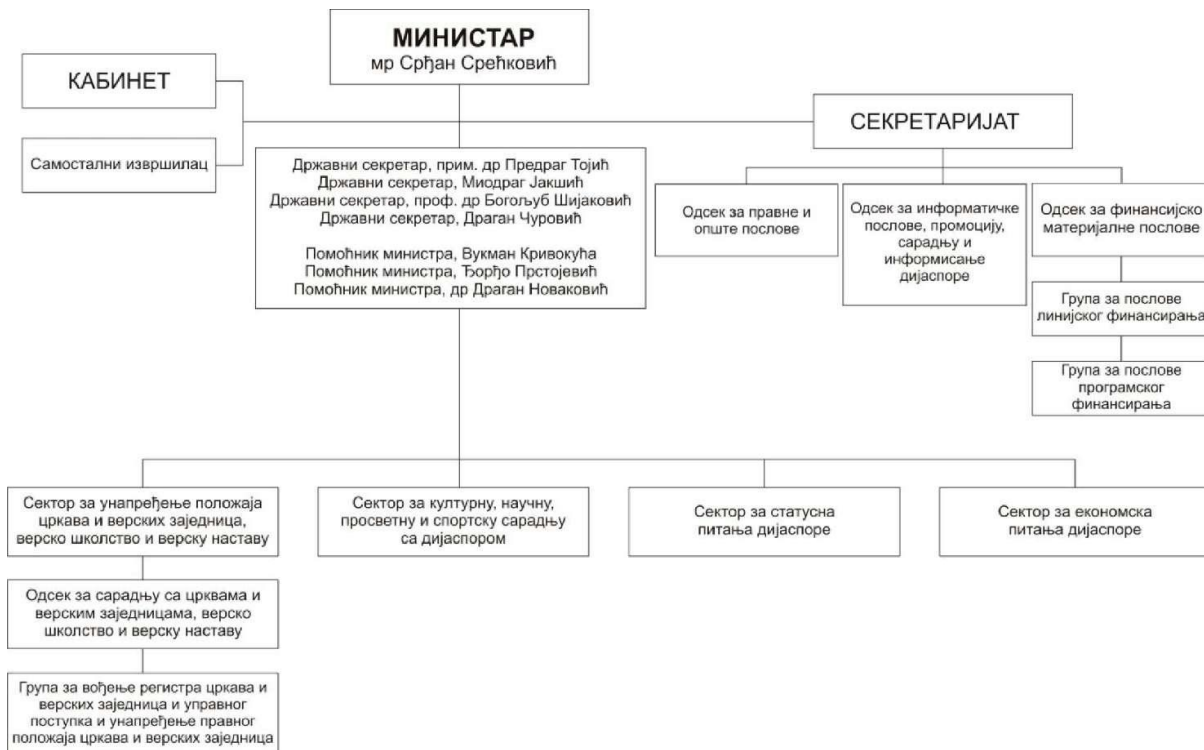 МИНИСТАР
мр Срђан Срећковић
КАБИНЕТ
Самостални извршилац
СЕКРЕТАРИЈАТ
Државни секретар, прим. др Предраг Тојић
Државни секретар, Миодраг Јакшић
Државни секретар, проф. др Богољуб Шијаковић
Државни секретар, Драган Чуровић
Помоћник министра, Вукман Кривокућа
Помоћник министра, Ђорђо Прстојевић
Помоћник министра, др Драган Новаковић
Одсек за правне и
опште послове
Одсек за информатичке
послове, промоцију,
сарадњу и
информисање
дијаспоре
Одсек за финансијско
материјалне послове
Група за послове
линијског финансирања
Група за послове
програмског
финансирања
Сектор за унапређење положаја
цркава и верских заједница,
верско школство и верску наставу
Одсек за сарадњу са црквама и
верским заједницама, верско
школство и верску наставу
Група за вођење регистра цркава и
верских заједница и управног
поступка и унапређење правног
положаја цркава и верских заједница
Сектор за културну, научну,
просветну и спортску сарадњу
са дијаспором
Сектор за статусна
питања дијаспоре
Сектор за економска
питања дијаспоре